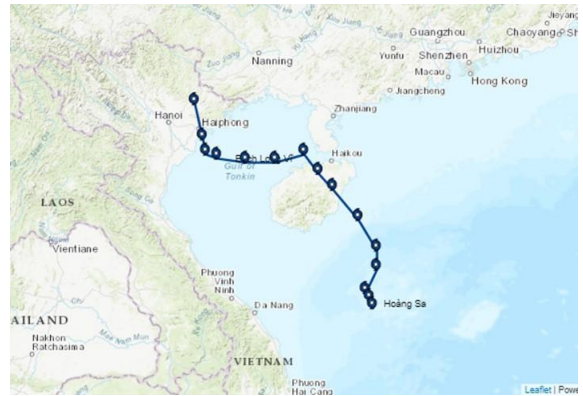 Jieyang
Guangzhou
Chaoyang
Sh
Nanning
Yunfu
Shenzhen
Huizhou
Macau
Hong Kong
Jiangcheng
Zhanjiang
Hanoi
Haiphong
Haikou
Gulf of
Tonkin
LAOS
Vientiane
Phuong
Vinh
Ninh
Da Nang
Hoàng Sa
AILAND
Nakhon
Ratchasima
VIETNAM
Phuong
Hai Cang
Leaflet | Powe